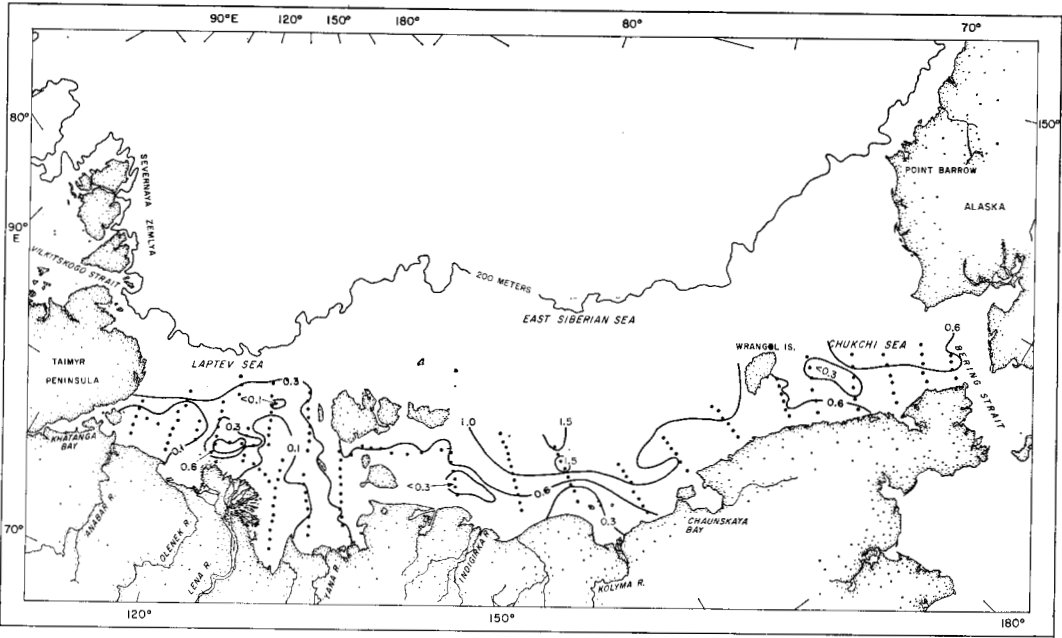 90°E 120° 150° 180° 80° 70°
80°
150°
SEVERNAYA ZEMLYA
POINT BARROW
ALASKA
90°
E
VILKITSKOGO STRAIT
200 METERS
EAST SIBERIAN SEA
0.6
BERING STRAIT
CHUKCHI SEA
WRANGOL IS.
TAIMYR
PENINSULA
LAPTEV SEA
<0.3
0.3
<0.1
0.6
0.3
1.0
1.5
KHATANGA
BAY
0.1
0.1
1.5
0.6
<0.3
0.6
0.3
CHAUNSKAYA
BAY
ANABAR R.
OLENEK R.
LENA R.
YANA R.
INDIGIRKA R.
KOLYMA R.
70°
120° 150° 180°